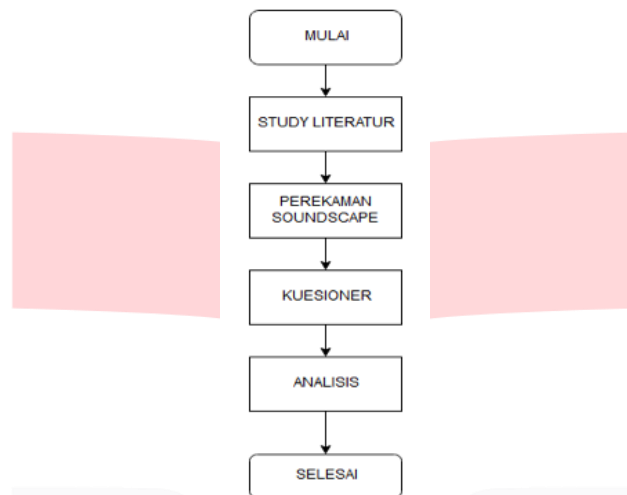 MULAI
STUDY LITERATUR
PEREKAMAN
SOUNDSCAPE
KUESIONER
ANALISIS
SELESAI